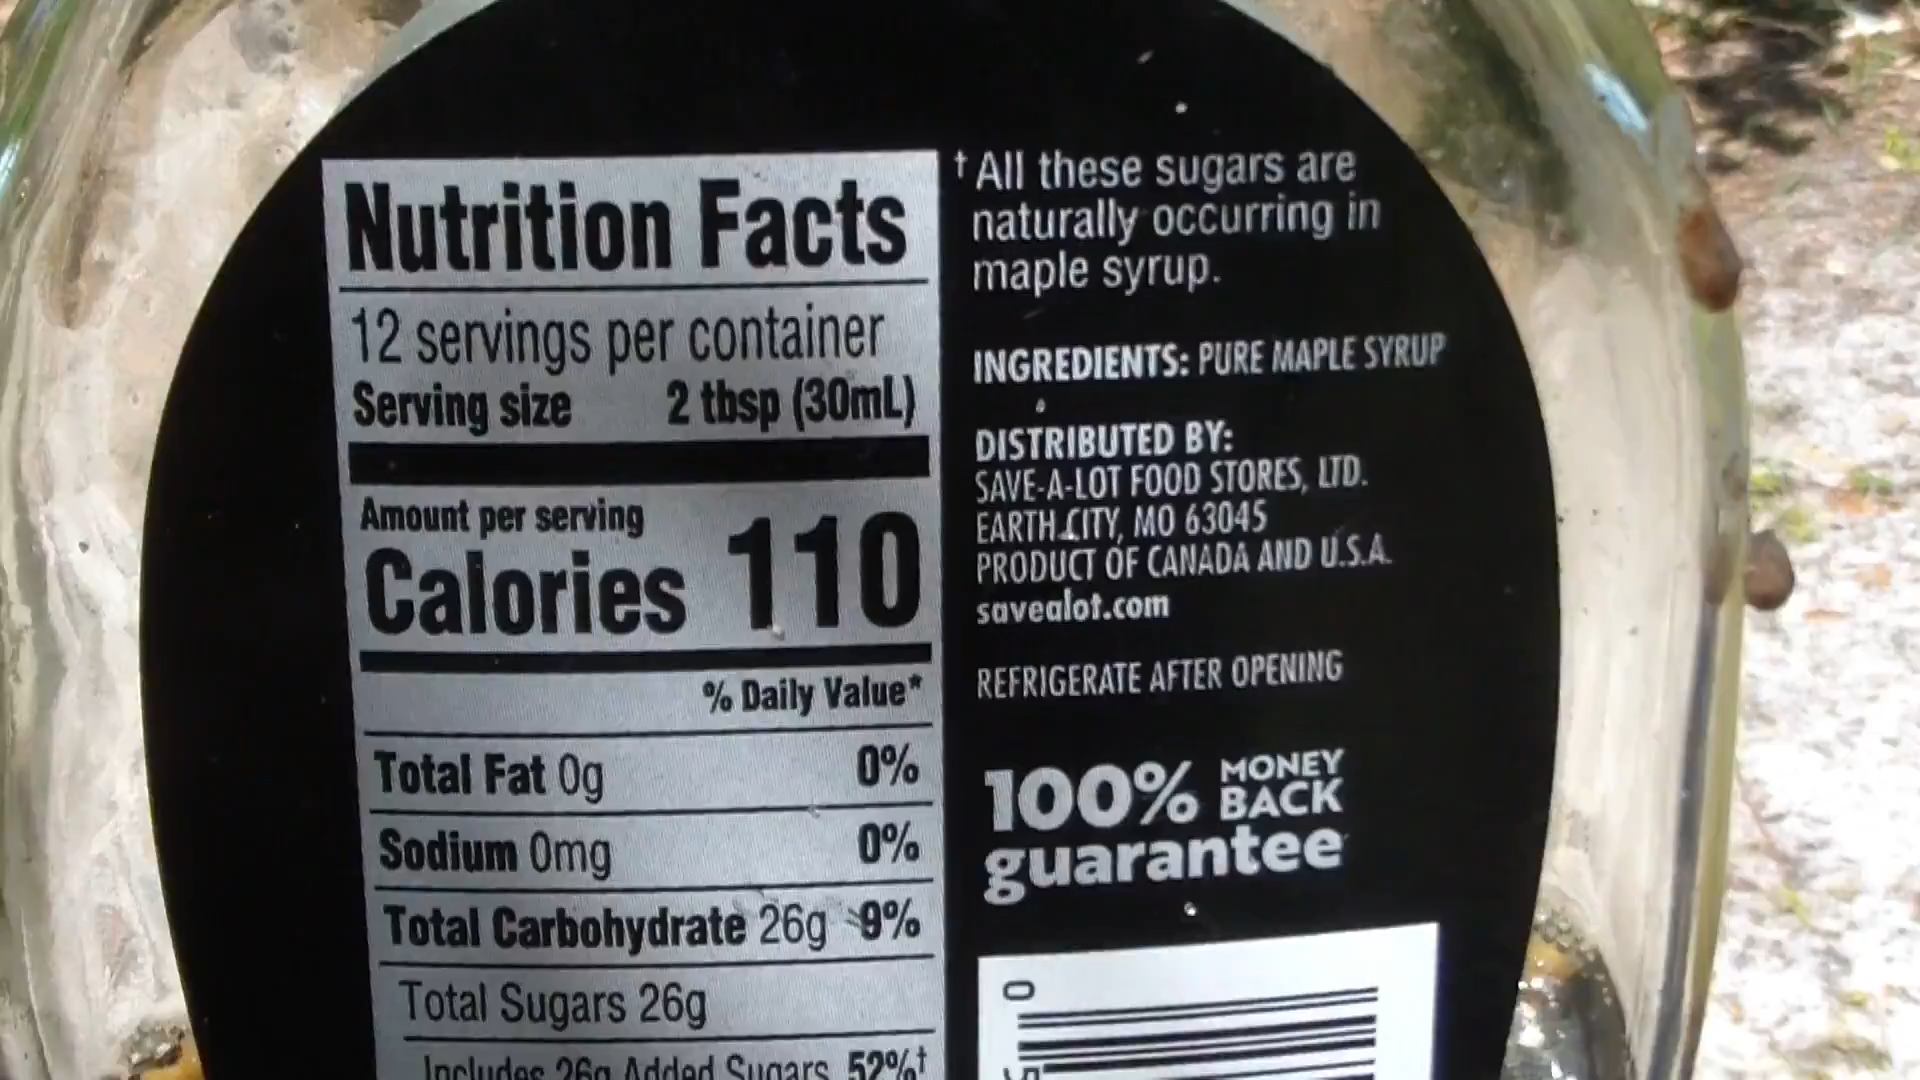 Nutrition Facts
12 servings per container
Serving size 2 tbsp (30mL)
Amount per serving
Calories 110
% Daily Value*
Total Fat 0g 0%
Sodium 0mg 0%
Total Carbohydrate 26g 9%
Total Sugars 26g
Includes 26g Added Sugars 52%†
† All these sugars are
naturally occurring in
maple syrup.
INGREDIENTS: PURE MAPLE SYRUP
DISTRIBUTED BY:
SAVE-A-LOT FOOD STORES, LTD.
EARTH CITY, MO 63045
PRODUCT OF CANADA AND U.S.A.
savealot.com
REFRIGERATE AFTER OPENING
100% MONEY
BACK
guarantee
0